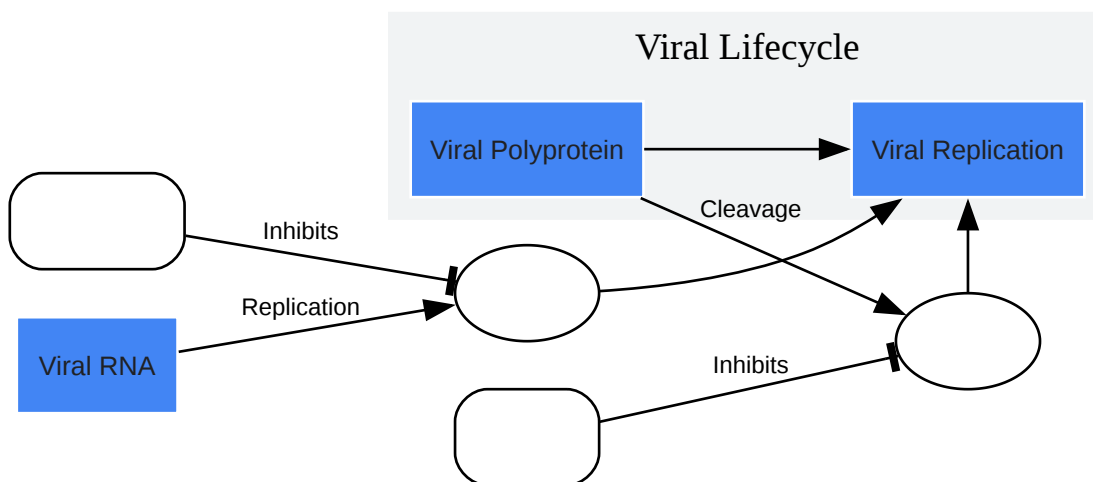 Viral Lifecycle
Viral Polyprotein
Viral Replication
Cleavage
Inhibits
Replication
Viral RNA
Inhibits